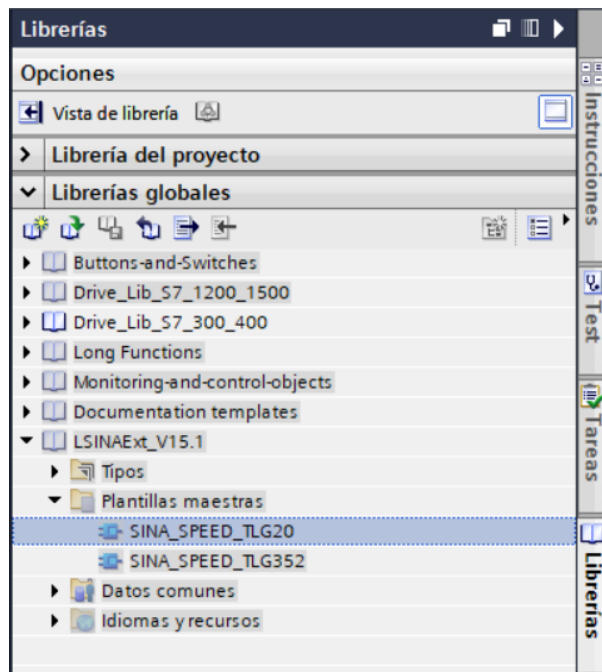 Librerías
Opciones
Vista de librería
Librería del proyecto
Librerías globales
Buttons-and-Switches
Drive_Lib_S7_1200_1500
Drive_Lib_S7_300_400
Long Functions
Monitoring-and-control-objects
Documentation templates
LSINAExt_V15.1
Tipos
Plantillas maestras
SINA_SPEED_TLG20
SINA_SPEED_TLG352
Datos comunes
Idiomas y recursos
Instrucciones
Test
Tareas
Librerías